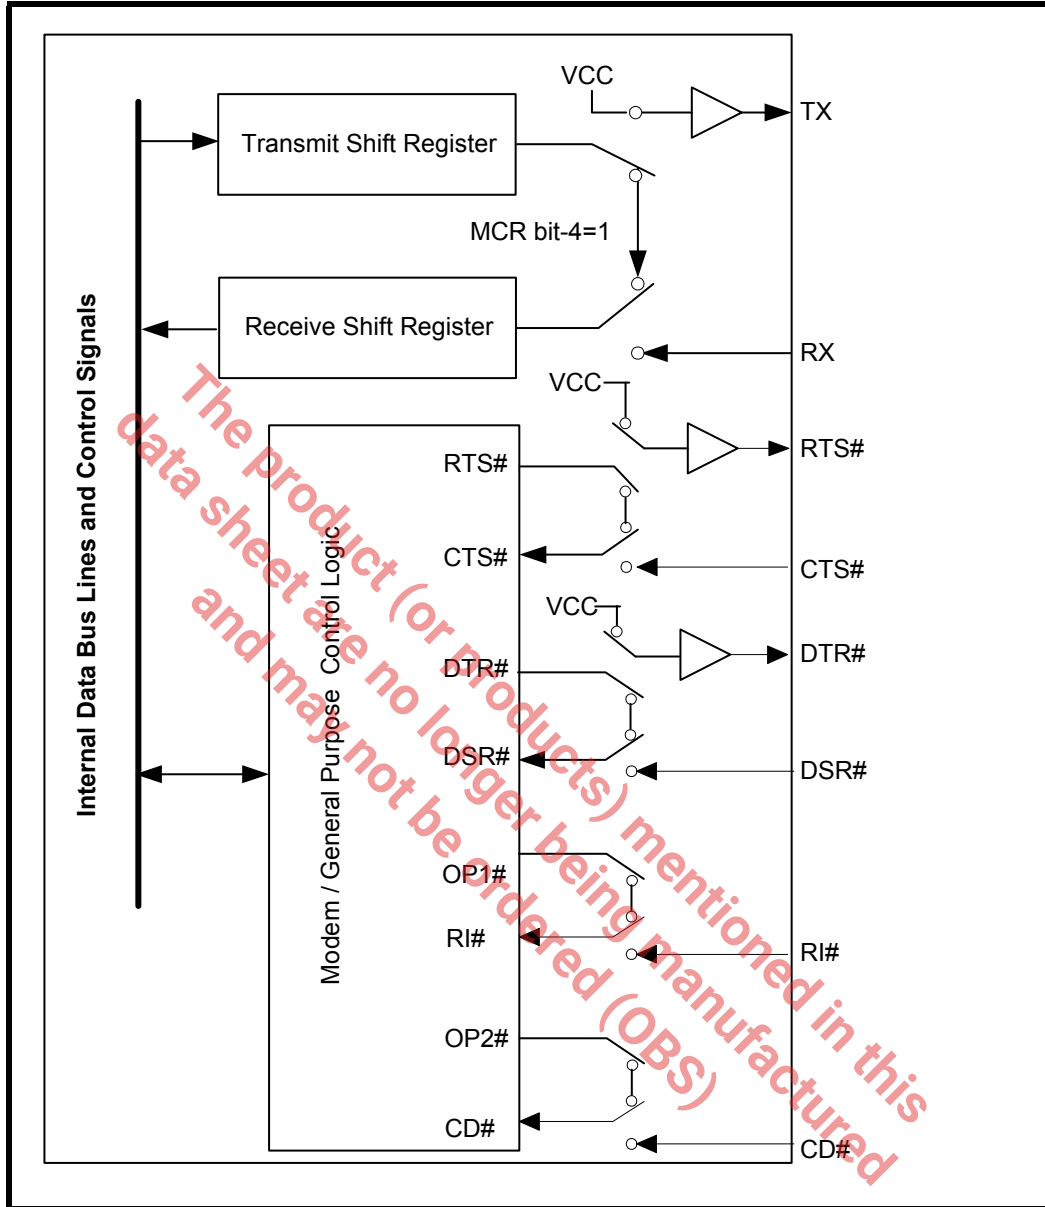 VCC
TX
Transmit Shift Register
MCR bit-4=1
Receive Shift Register
RX
VCC
RTS#
RTS#
CTS#
CTS#
VCC
DTR#
DTR#
DSR#
DSR#
OP1#
RI#
RI#
OP2#
CD#
CD#
Internal Data Bus Lines and Control Signals
Modem / General Purpose Control Logic
The product (or products) mentioned in this
data sheet are no longer being manufactured
and may not be ordered (OBS)